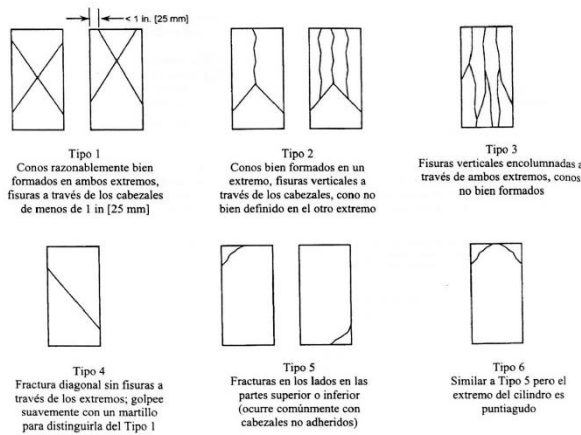 < 1 in. [25 mm]
Tipo 1
Conos razonablemente bien
formados en ambos extremos,
fisuras a través de los cabezales
de menos de 1 in [25 mm]
Tipo 2
Conos bien formados en un
extremo, fisuras verticales a
través de los cabezales, cono no
bien definido en el otro extremo
Tipo 3
Fisuras verticales encolumnadas a
través de ambos extremos, conos
no bien formados
Tipo 4
Fractura diagonal sin fisuras a
través de los extremos; golpee
suavemente con un martillo
para distinguirla del Tipo 1
Tipo 5
Fracturas en los lados en las
partes superior o inferior
(ocurre comúnmente con
cabezales no adheridos)
Tipo 6
Similar a Tipo 5 pero el
extremo del cilindro es
puntiagudo